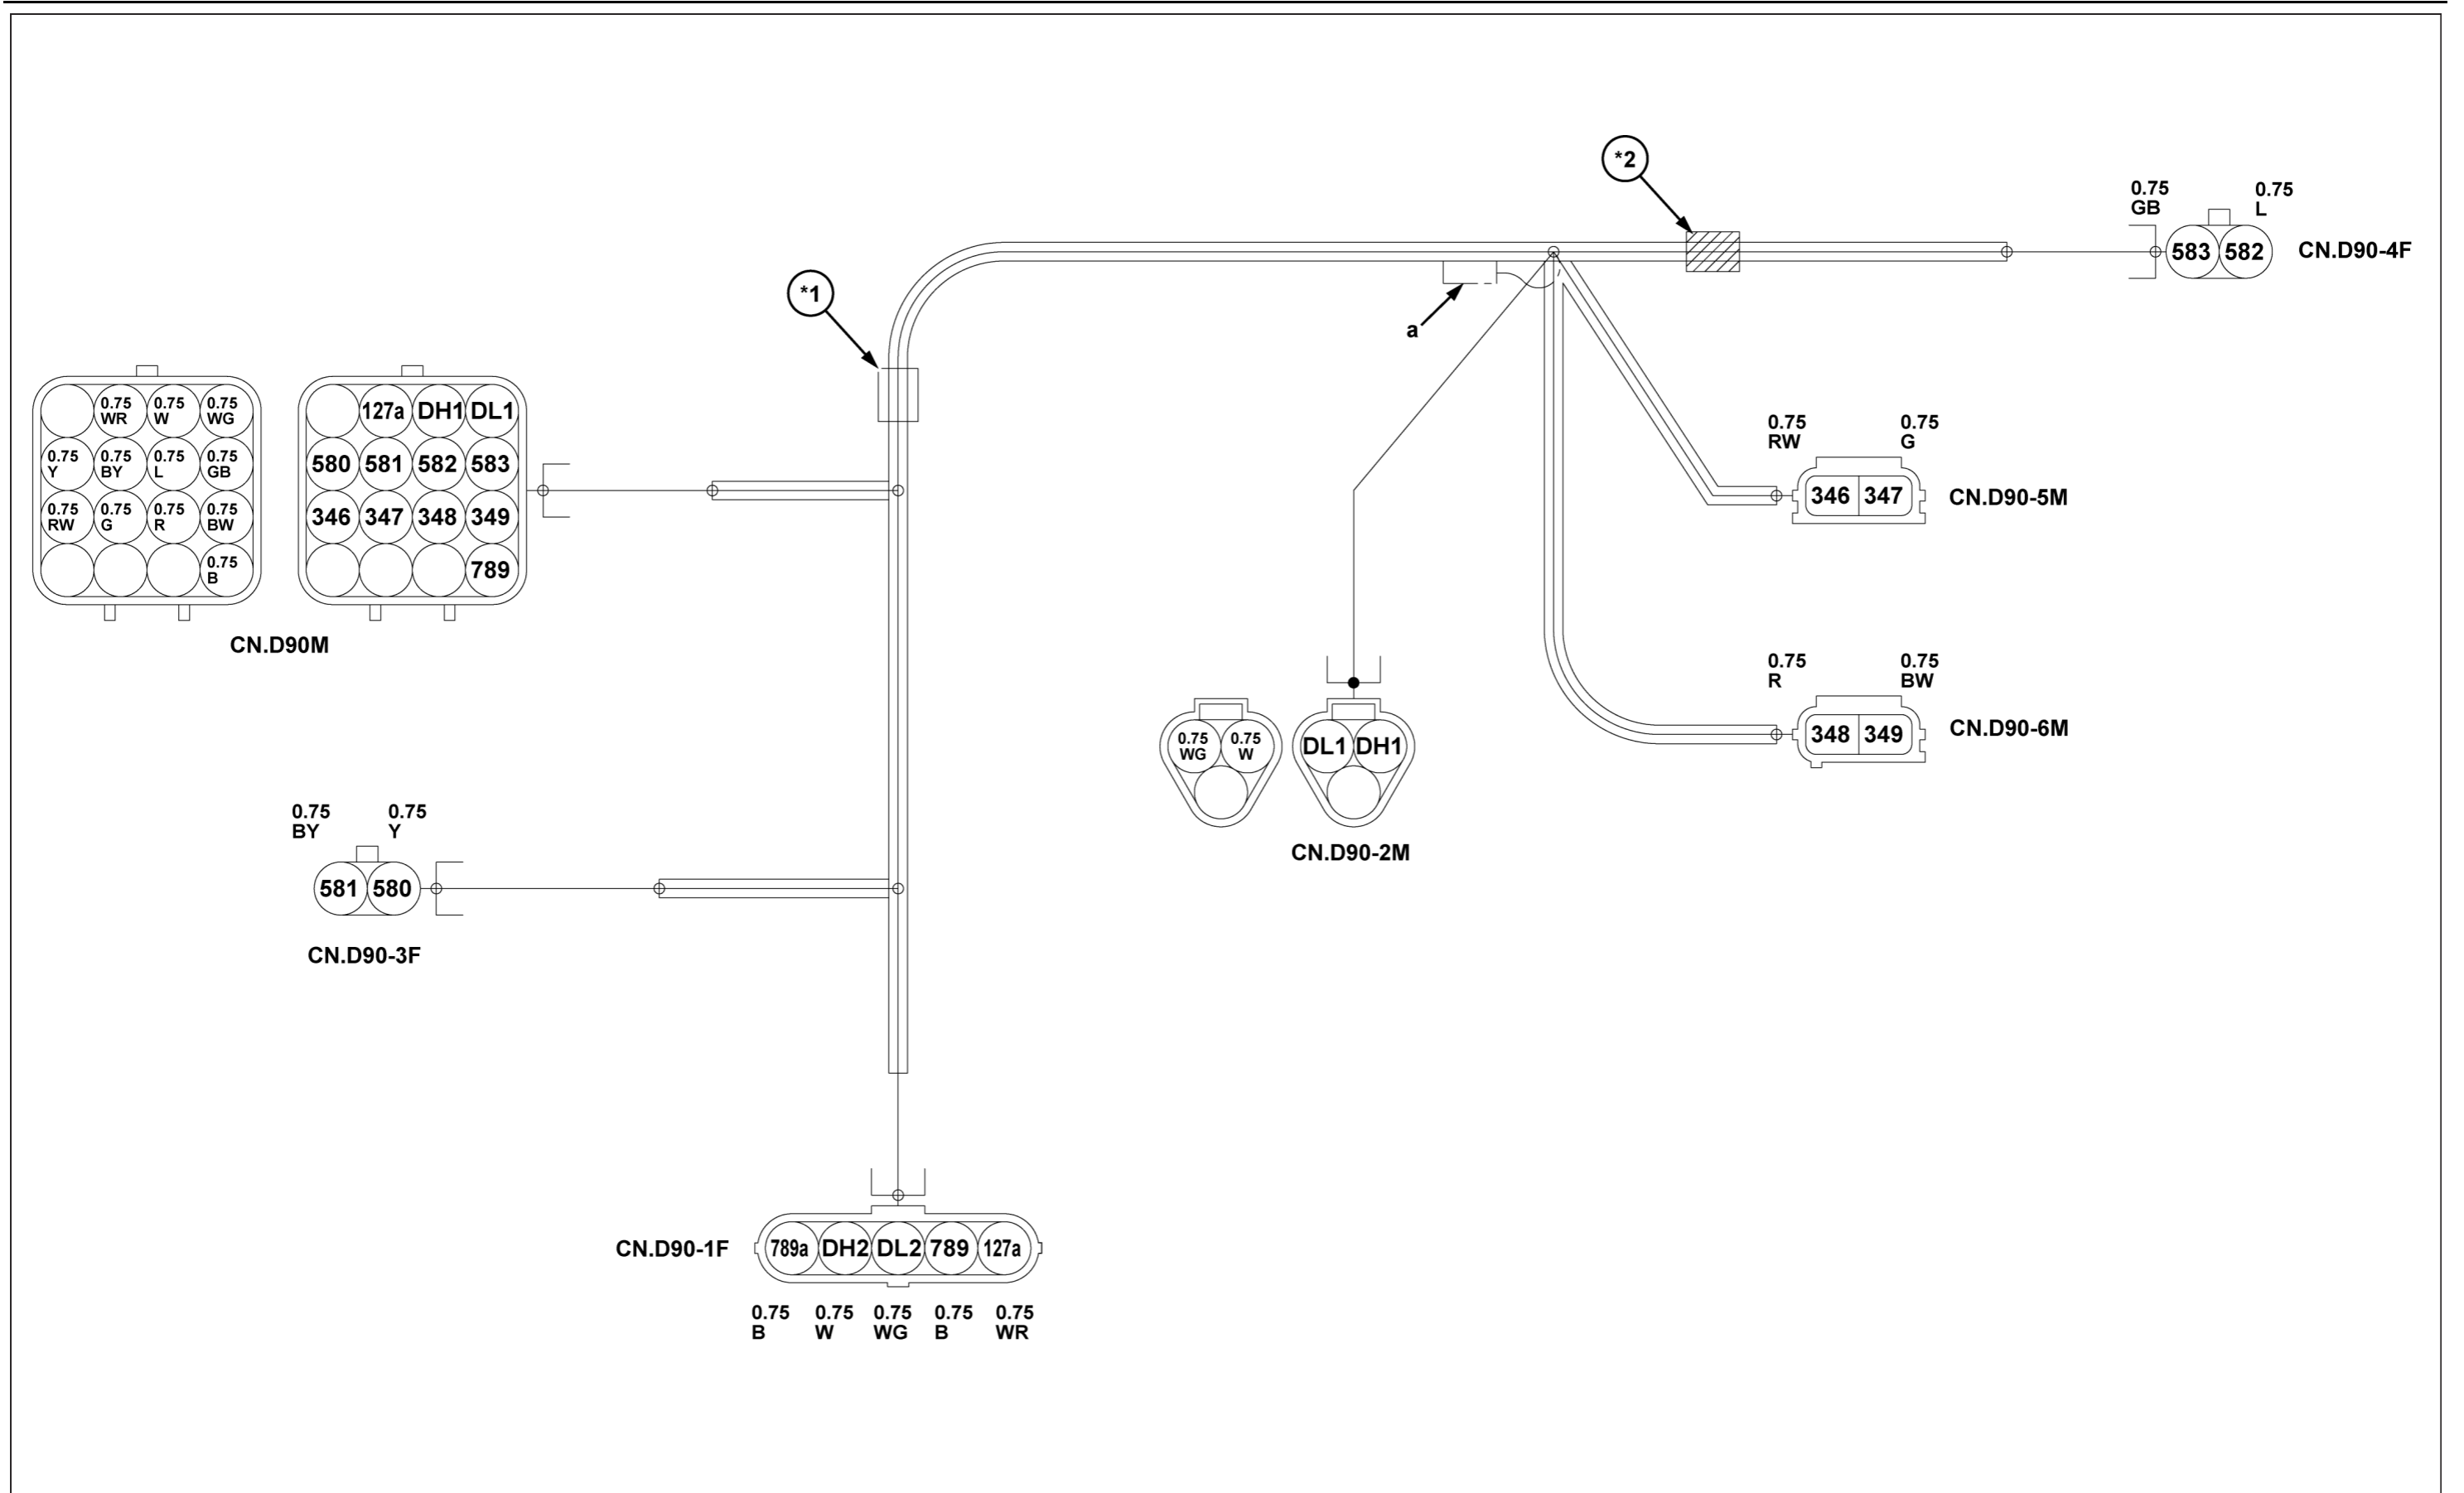 *2
0.75 0.75
GB L
583 582 CN.D90-4F
*1
a
0.75 0.75 0.75
WR W WG
0.75 0.75 0.75 0.75
Y BY L GB
0.75 0.75 0.75 0.75
RW G R BW
0.75
B
127a DH1 DL1
580 581 582 583
346 347 348 349
789
CN.D90M
0.75 0.75
RW G
346 347 CN.D90-5M
0.75 0.75
R BW
348 349 CN.D90-6M
0.75 0.75
WG W
DL1 DH1
CN.D90-2M
0.75 0.75
BY Y
581 580
CN.D90-3F
CN.D90-1F 789a DH2 DL2 789 127a
0.75 0.75 0.75 0.75 0.75
B W WG B WR